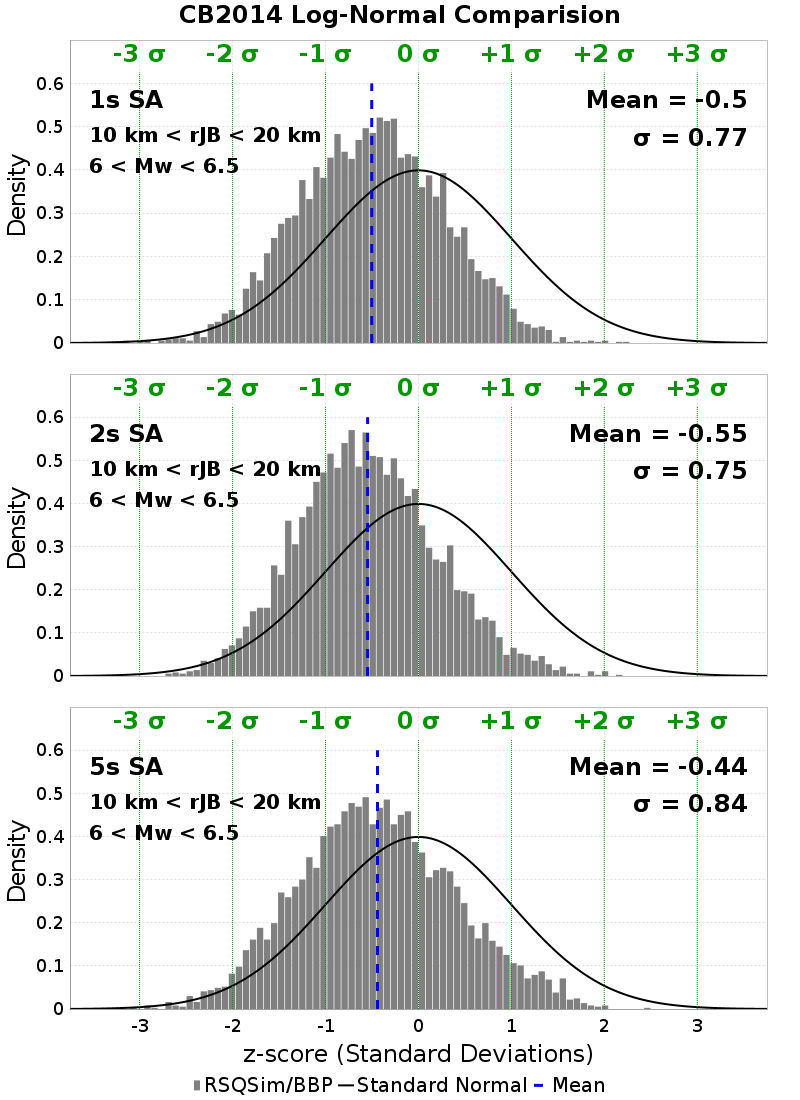 CB2014 Log-Normal Comparision
-3 σ -2 σ -1 σ 0 σ +1 σ +2 σ +3 σ
0.6
0.5
0.4
0.3
0.2
0.1
0
Density
1s SA
10 km < rJB < 20 km
6 < Mw < 6.5
Mean = -0.5
σ = 0.77
-3 σ -2 σ -1 σ 0 σ +1 σ +2 σ +3 σ
0.6
0.5
0.4
0.3
0.2
0.1
0
Density
2s SA
10 km < rJB < 20 km
6 < Mw < 6.5
Mean = -0.55
σ = 0.75
-3 σ -2 σ -1 σ 0 σ +1 σ +2 σ +3 σ
0.6
0.5
0.4
0.3
0.2
0.1
0
Density
5s SA
10 km < rJB < 20 km
6 < Mw < 6.5
Mean = -0.44
σ = 0.84
-3 -2 -1 0 1 2 3
z-score (Standard Deviations)
RSQSim/BBP Standard Normal Mean